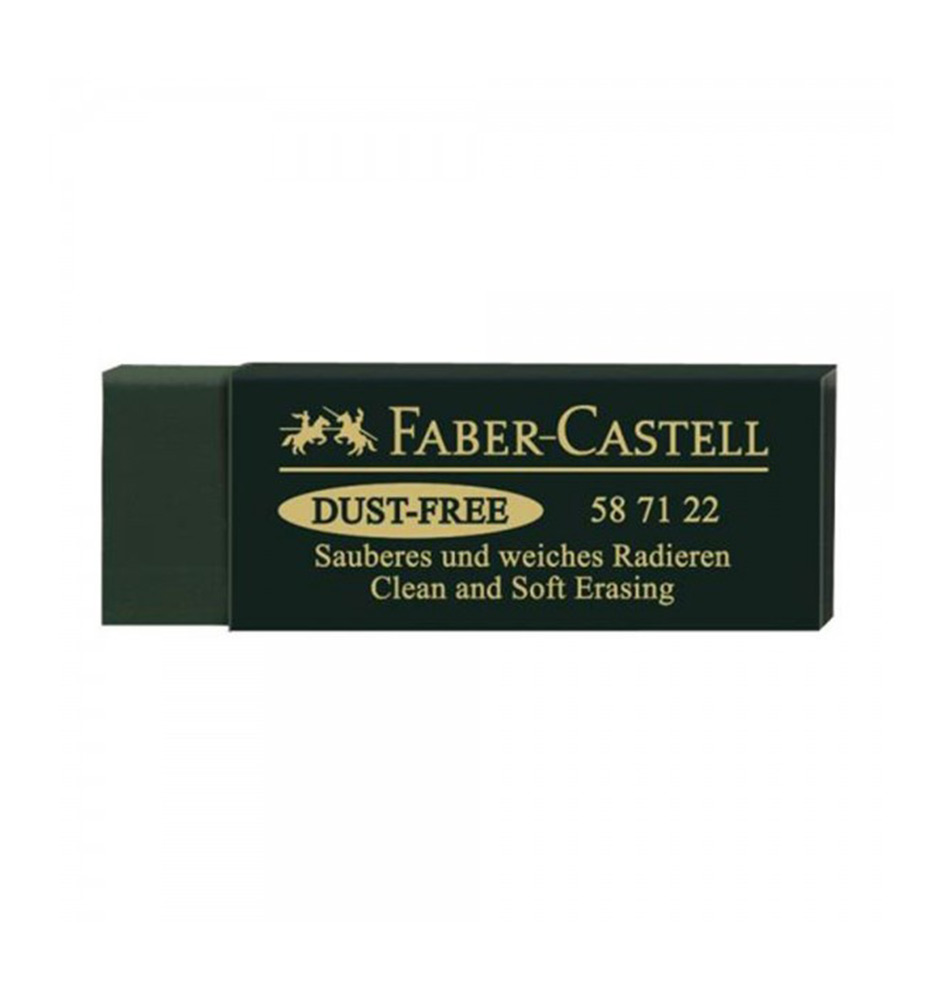 FABER-CASTELL
DUST-FREE 58 71 22
Sauberes und weiches Radieren
Clean and Soft Erasing